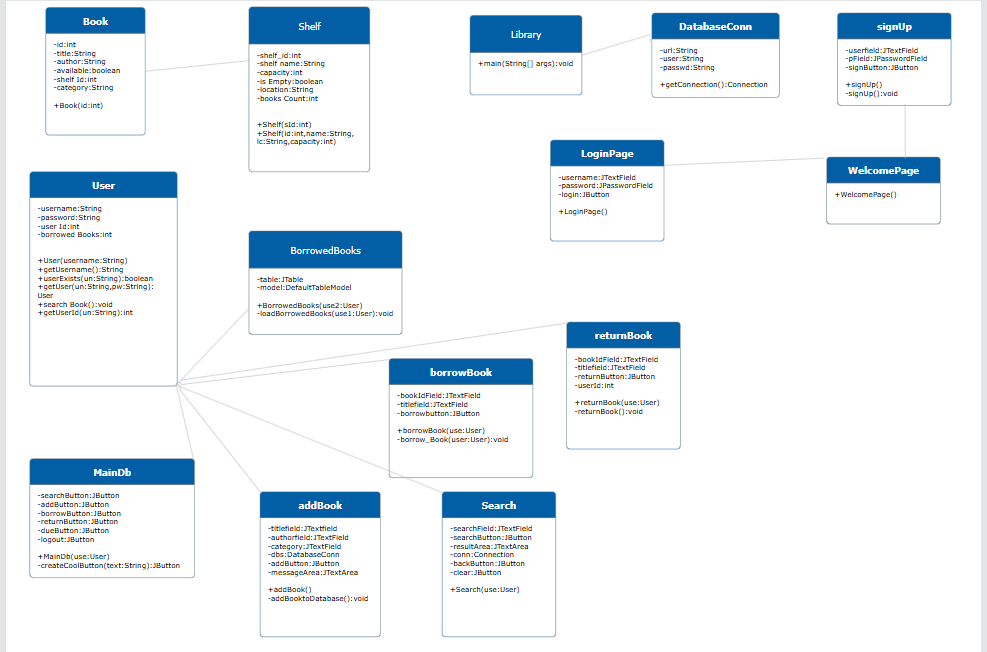 Book
-id:int
-title:String
-author:String
-available:boolean
-shelf Id:int
-category:String
+Book(id:int)
Shelf
-shelf_id:int
-shelf name:String
-capacity:int
-is Empty:boolean
-location:String
-books Count:int
+Shelf(sId:int)
+Shelf(id:int,name:String,
lc:String,capacity:int)
Library
+main(String[] args):void
DatabaseConn
-url:String
-user:String
-passwd:String
+getConnection():Connection
signUp
-userfield:JTextField
-pField:JPasswordField
-signButton:JButton
+signUp()
-signUp():void
LoginPage
-username:JTextField
-password:JPasswordField
-login:JButton
+LoginPage()
WelcomePage
+WelcomePage()
User
-username:String
-password:String
-user Id:int
-borrowed Books:int
+User(username:String)
+getUsername():String
+userExists(un:String):boolean
+getUser(un:String,pw:String):
User
+search Book():void
+getUserId(un:String):int
BorrowedBooks
-table:JTable
-model:DefaultTableModel
+BorrowedBooks(use2:User)
-loadBorrowedBooks(use1:User):void
returnBook
-bookIdField:JTextField
-titlefield:JTextField
-returnButton:JButton
-userId:int
+returnBook(use:User)
-returnBook():void
borrowBook
-bookIdField:JTextField
-titlefield:JTextField
-borrowbutton:JButton
+borrowBook(use:User)
-borrow_Book(user:User):void
MainDb
-searchButton:JButton
-addButton:JButton
-borrowButton:JButton
-returnButton:JButton
-dueButton:JButton
-logout:JButton
+MainDb(use:User)
-createCoolButton(text:String):JButton
addBook
-titlefield:JTextfield
-authorfield:JTextField
-category:JTextField
-dbs:DatabaseConn
-addButton:JButton
-messageArea:JTextArea
+addBook()
-addBooktoDatabase():void
Search
-searchField:JTextField
-searchButton:JButton
-resultArea:JTextArea
-conn:Connection
-backButton:JButton
-clear:JButton
+Search(use:User)